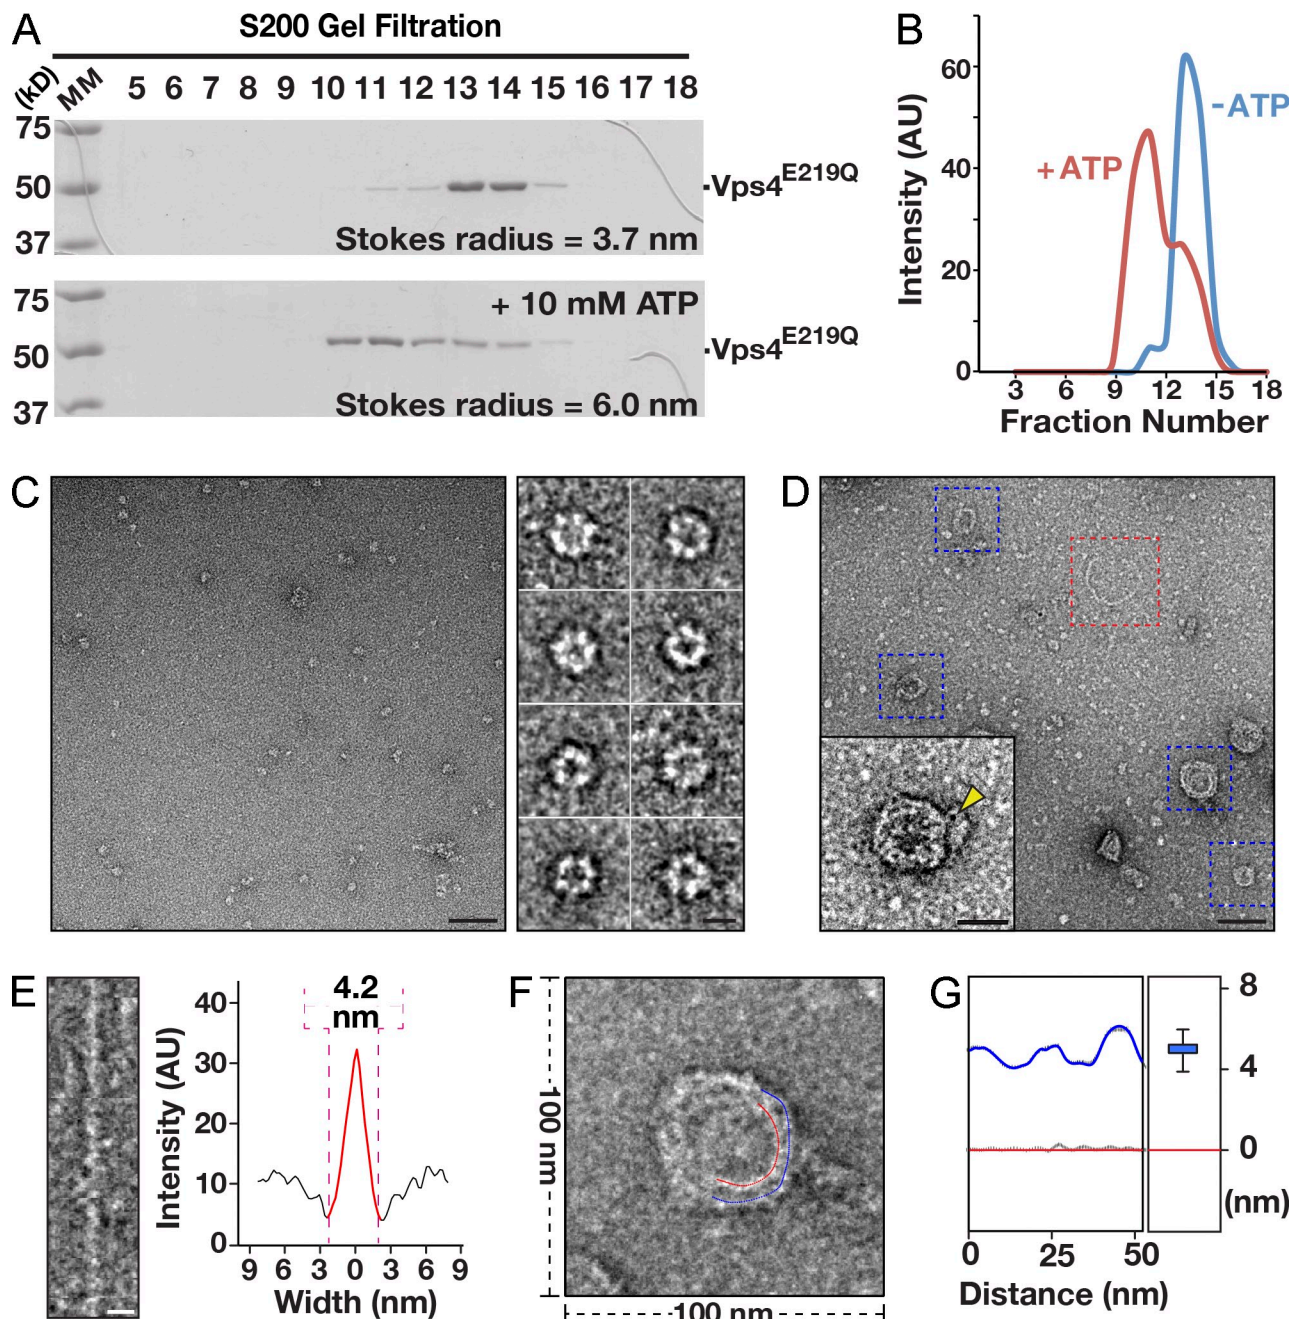 A
S200 Gel Filtration
(kD) MM 5 6 7 8 9 10 11 12 13 14 15 16 17 18
75
50
37
-Vps4E219Q
Stokes radius = 3.7 nm
75
50
37
+ 10 mM ATP
-Vps4E219Q
Stokes radius = 6.0 nm
B
Intensity (AU)
60
40
20
0
+ATP
-ATP
3 6 9 12 15 18
Fraction Number
C
D
E
4.2
nm
Intensity (AU)
40
30
20
10
0
9 6 3 0 3 6 9
Width (nm)
F
100 nm
100 nm
G
8
4
0
(nm)
0 25 50
Distance (nm)